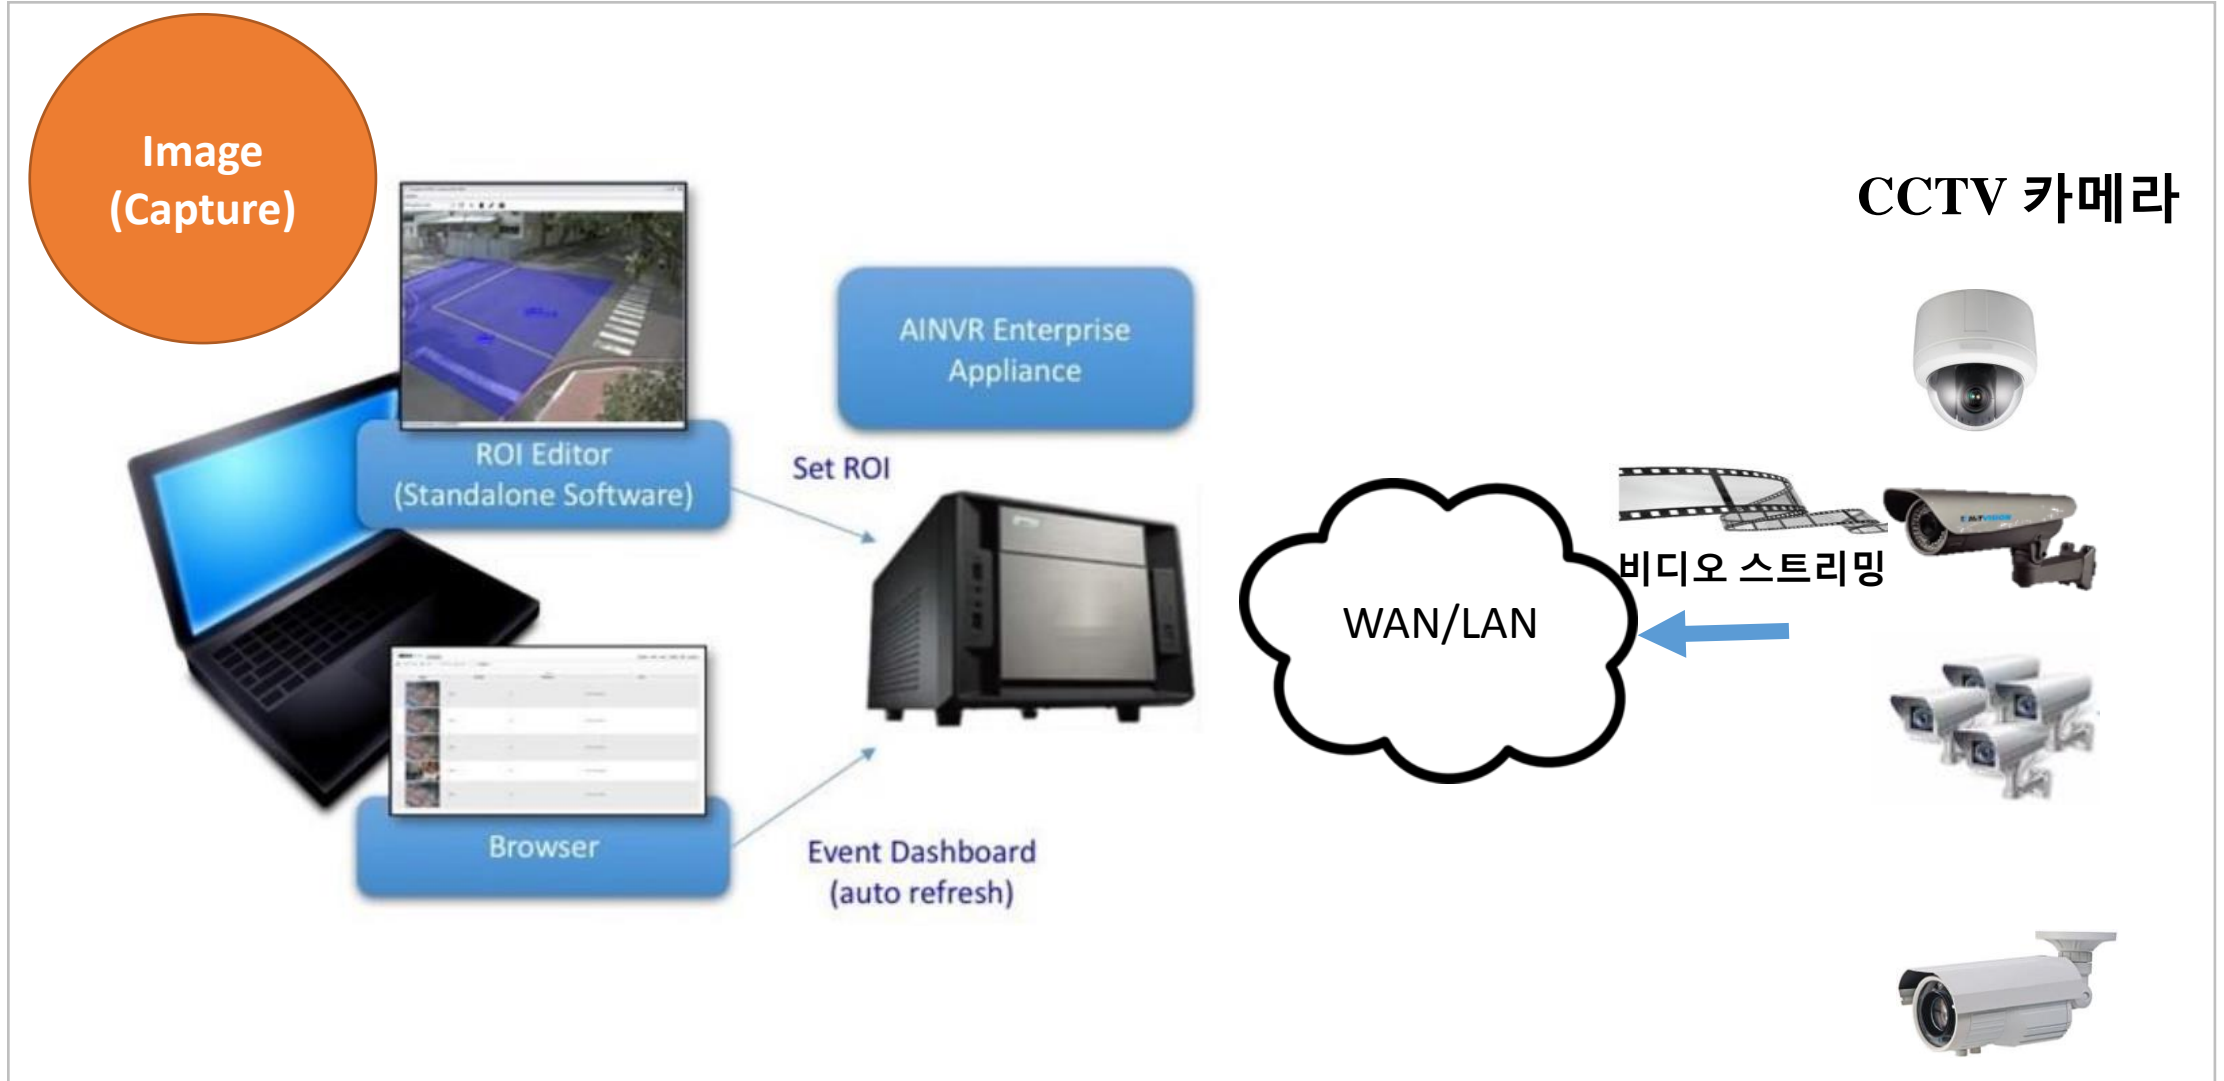 Image
(Capture)
CCTV 카메라
AINVR Enterprise
Appliance
ROI Editor
(Standalone Software)
Set ROI
비디오 스트리밍
WAN/LAN
Browser
Event Dashboard
(auto refresh)